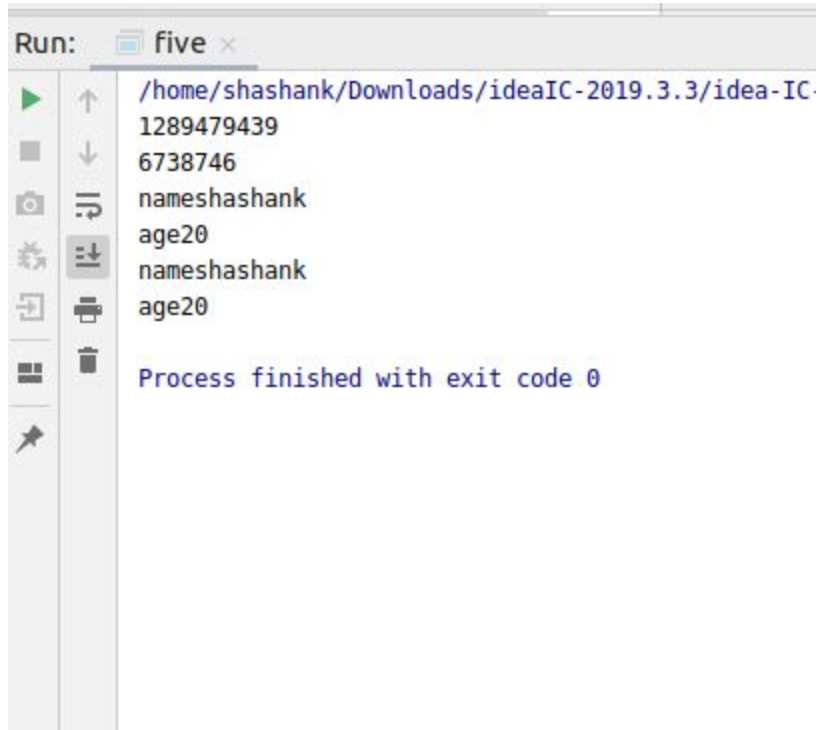 Run: five
/home/shashank/Downloads/ideaIC-2019.3.3/idea-IC-
1289479439
6738746
nameshashank
age20
nameshashank
age20
Process finished with exit code 0